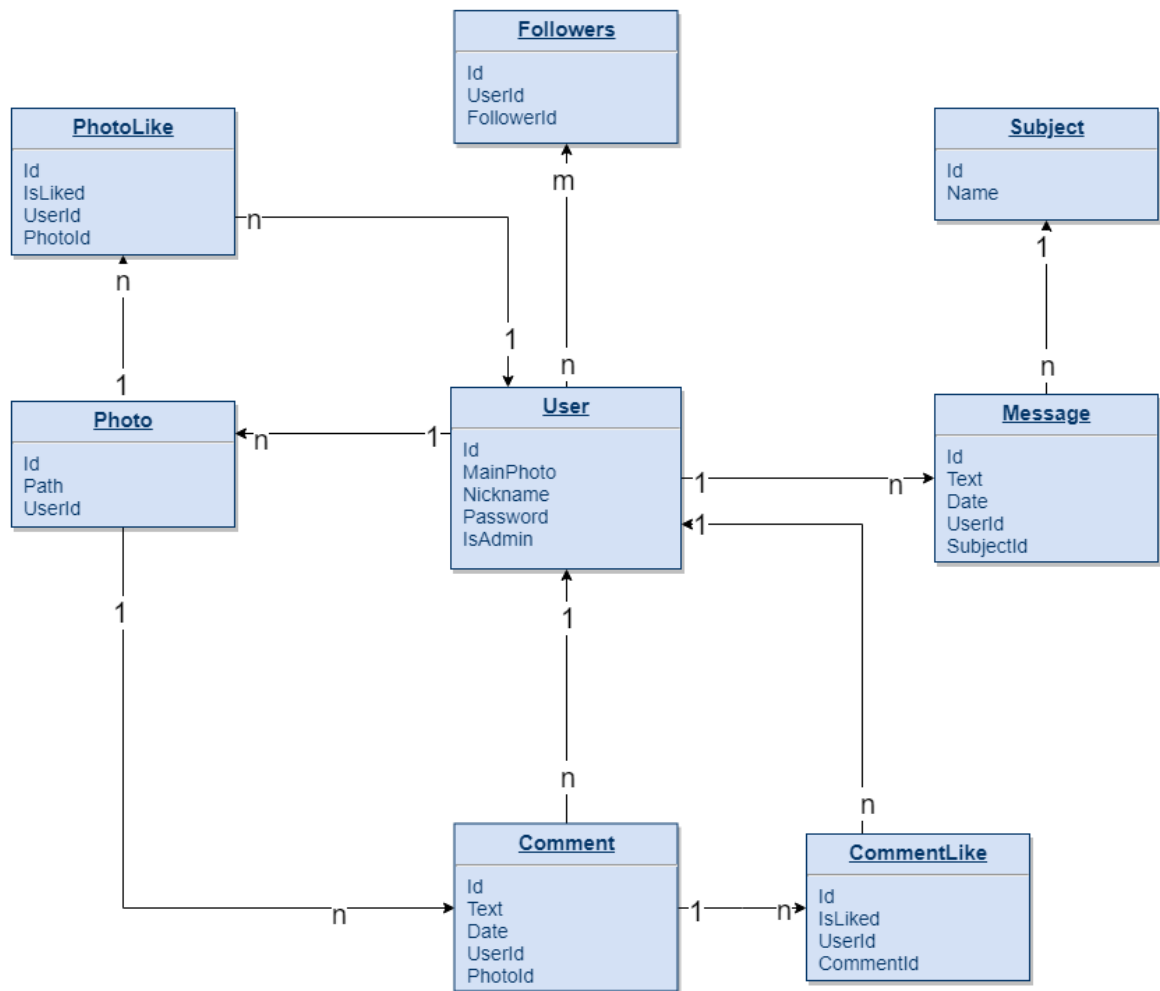 Followers
Id
UserId
FollowerId
PhotoLike
Id
IsLiked
UserId
PhotoId
Subject
Id
Name
m
n
n
1
n
1
n
1
n
Photo
Id
Path
UserId
n
1
User
Id
MainPhoto
Nickname
Password
IsAdmin
1
n
1
Message
Id
Text
Date
UserId
SubjectId
1
1
n
n
n
Comment
Id
Text
Date
UserId
PhotoId
1
n
CommentLike
Id
IsLiked
UserId
CommentId